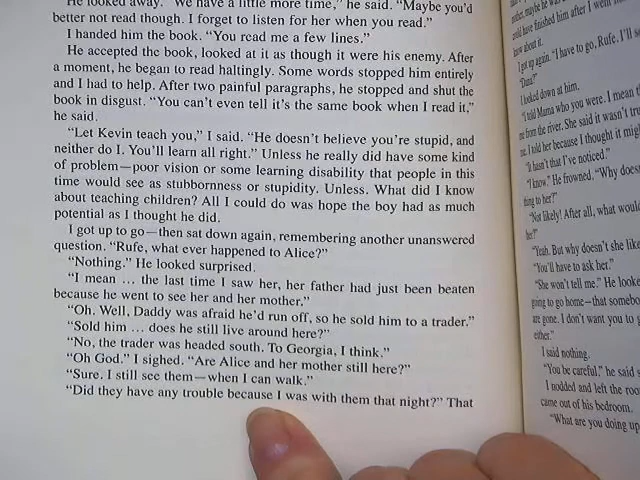 He looked away. "We have a little more time," he said. "Maybe you'd
better not read though. I forget to listen for her when you read."
I handed him the book. "You read me a few lines."
He accepted the book, looked at it as though it were his enemy. After
a moment, he began to read haltingly. Some words stopped him entirely
and I had to help. After two painful paragraphs, he stopped and shut the
book in disgust. "You can't even tell it's the same book when I read it,"
he said.
"Let Kevin teach you," I said. "He doesn't believe you're stupid, and
neither do I. You'll learn all right." Unless he really did have some kind
of problem—poor vision or some learning disability that people in this
time would see as stubbornness or stupidity. Unless. What did I know
about teaching children? All I could do was hope the boy had as much
potential as I thought he did.
I got up to go—then sat down again, remembering another unanswered
question. "Rufe, what ever happened to Alice?"
"Nothing." He looked surprised.
"I mean ... the last time I saw her, her father had just been beaten
because he went to see her and her mother."
"Oh. Well, Daddy was afraid he'd run off, so he sold him to a trader."
"Sold him ... does he still live around here?"
"No, the trader was headed south. To Georgia, I think."
"Oh God." I sighed. "Are Alice and her mother still here?"
"Sure. I still see them—when I can walk."
"Did they have any trouble because I was with them that night?" That
could have finished him after I went
know about it.
I got up again. "I have to go, Rufe. I'll
"Dana?"
I looked down at him.
"I told Mama who you were. I mean
me from the river. She said it wasn't
me. I told her because I thought it
"It hasn't that I've noticed."
"I know." He frowned. "Why
thing to her?"
"Not likely! After all, what
her?"
"Yeah. But why doesn't she like
"You'll have to ask her."
"She won't tell me." He
going to go home—that
are gone. I don't want you to
either."
I said nothing.
"You be careful," he said
I nodded and left the
came out of his bedroom.
"What are you doing up